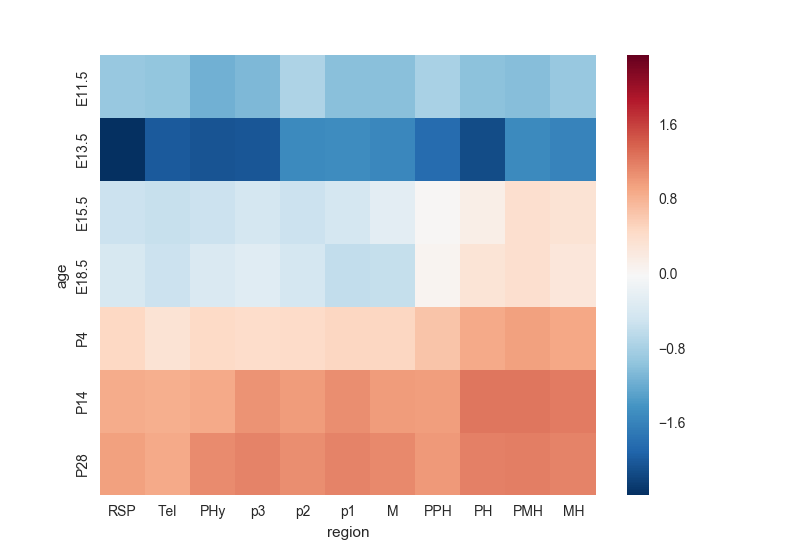 E11.5
E13.5
E15.5
E18.5
P4
P14
P28
age
RSP Tel PHy p3 p2 p1 M PPH PH PMH MH
region
1.6
0.8
0.0
−0.8
−1.6